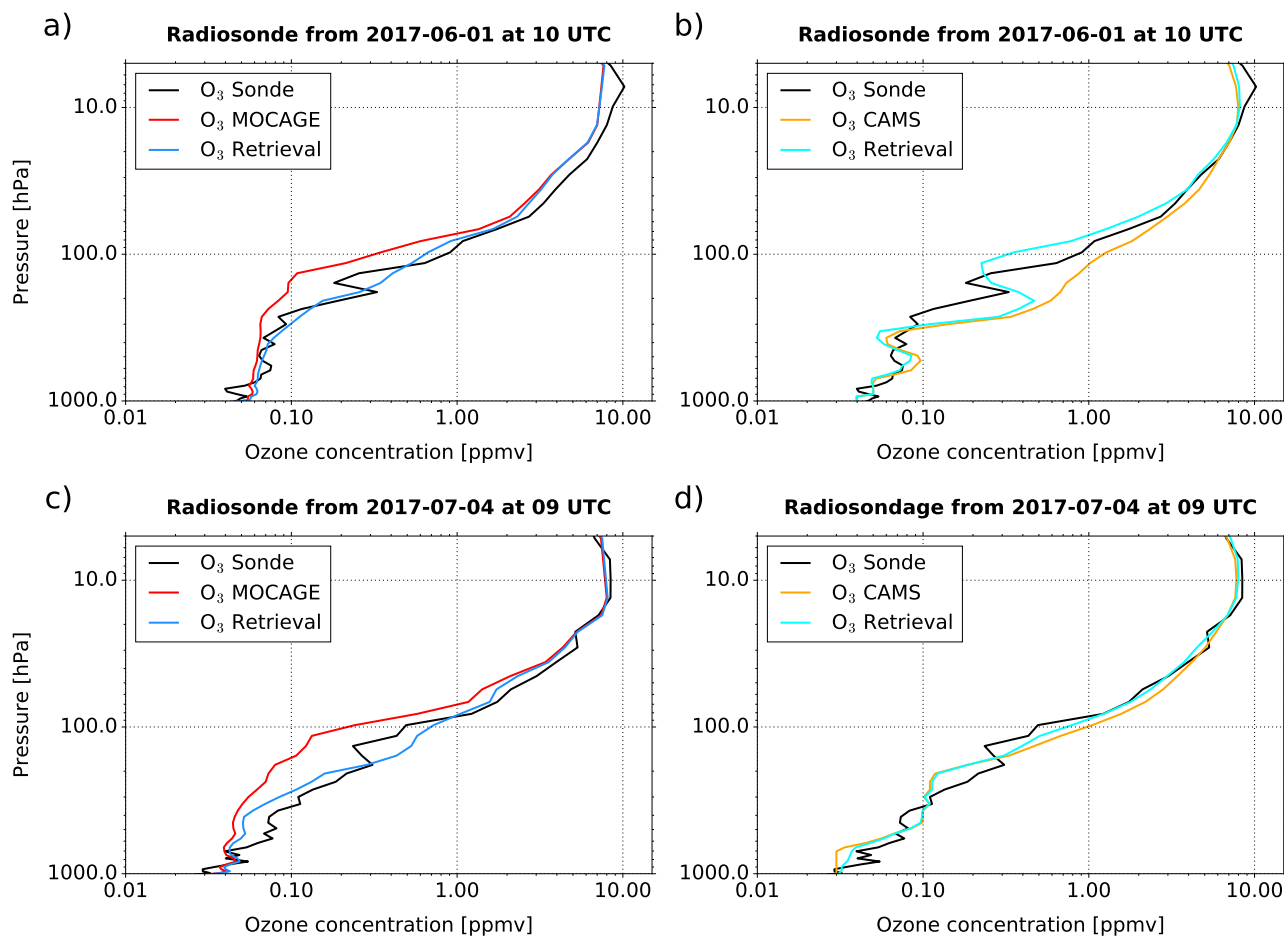 a)
Radiosonde from 2017-06-01 at 10 UTC
O3 Sonde
O3 MOCAGE
O3 Retrieval
10.0
100.0
1000.0
Pressure [hPa]
0.01 0.10 1.00 10.00
Ozone concentration [ppmv]
b)
Radiosonde from 2017-06-01 at 10 UTC
O3 Sonde
O3 CAMS
O3 Retrieval
10.0
100.0
1000.0
Pressure [hPa]
0.01 0.10 1.00 10.00
Ozone concentration [ppmv]
c)
Radiosonde from 2017-07-04 at 09 UTC
O3 Sonde
O3 MOCAGE
O3 Retrieval
10.0
100.0
1000.0
Pressure [hPa]
0.01 0.10 1.00 10.00
Ozone concentration [ppmv]
d)
Radiosondage from 2017-07-04 at 09 UTC
O3 Sonde
O3 CAMS
O3 Retrieval
10.0
100.0
1000.0
Pressure [hPa]
0.01 0.10 1.00 10.00
Ozone concentration [ppmv]